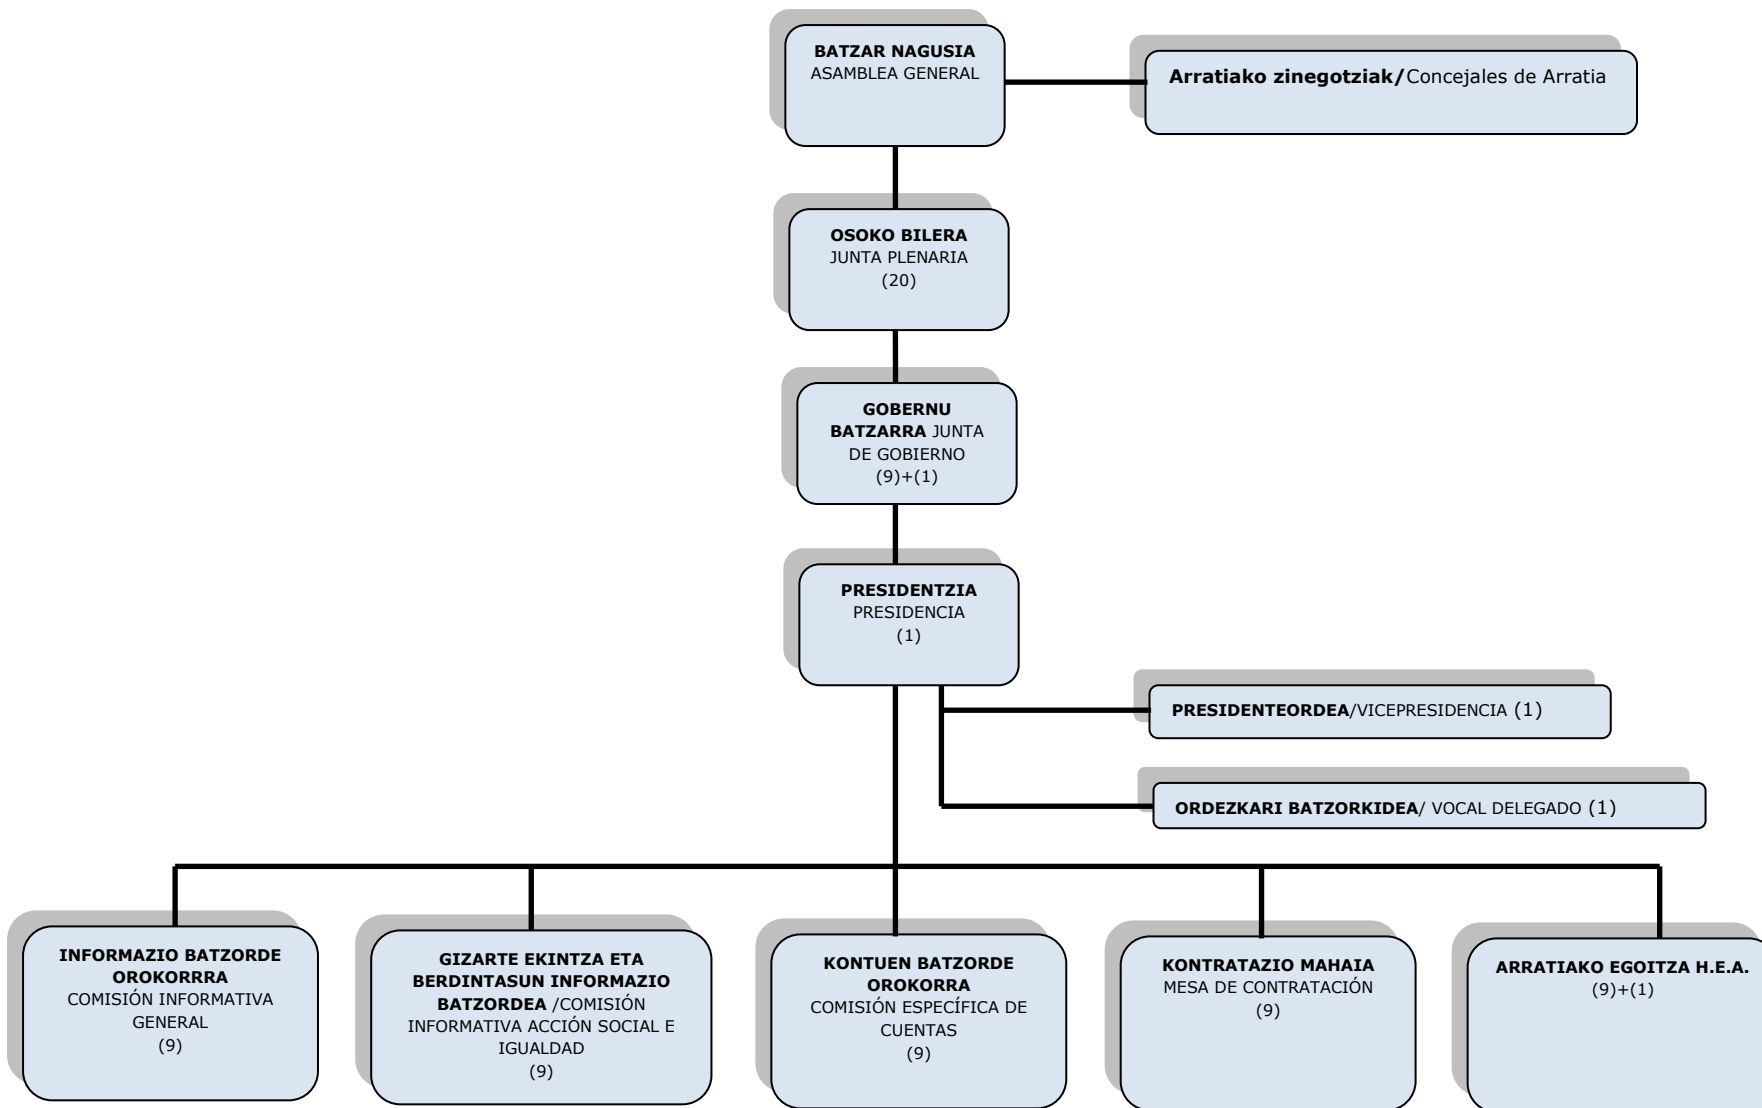 BATZAR NAGUSIA
ASAMBLEA GENERAL
Arratiako zinegotziak/Concejales de Arratia
OSOKO BILERA
JUNTA PLENARIA
(20)
GOBERNU
BATZARRA JUNTA
DE GOBIERNO
(9)+(1)
PRESIDENTZIA
PRESIDENCIA
(1)
PRESIDENTEORDEA/VICEPRESIDENCIA (1)
ORDEZKARI BATZORKIDEA/ VOCAL DELEGADO (1)
INFORMAZIO BATZORDE
OROKORRRA
COMISIÓN INFORMATIVA
GENERAL
(9)
GIZARTE EKINTZA ETA
BERDINTASUN INFORMAZIO
BATZORDEA /COMISIÓN
INFORMATIVA ACCIÓN SOCIAL E
IGUALDAD
(9)
KONTUEN BATZORDE
OROKORRA
COMISIÓN ESPECÍFICA DE
CUENTAS
(9)
KONTRATAZIO MAHAIA
MESA DE CONTRATACIÓN
(9)
ARRATIAKO EGOITZA H.E.A.
(9)+(1)